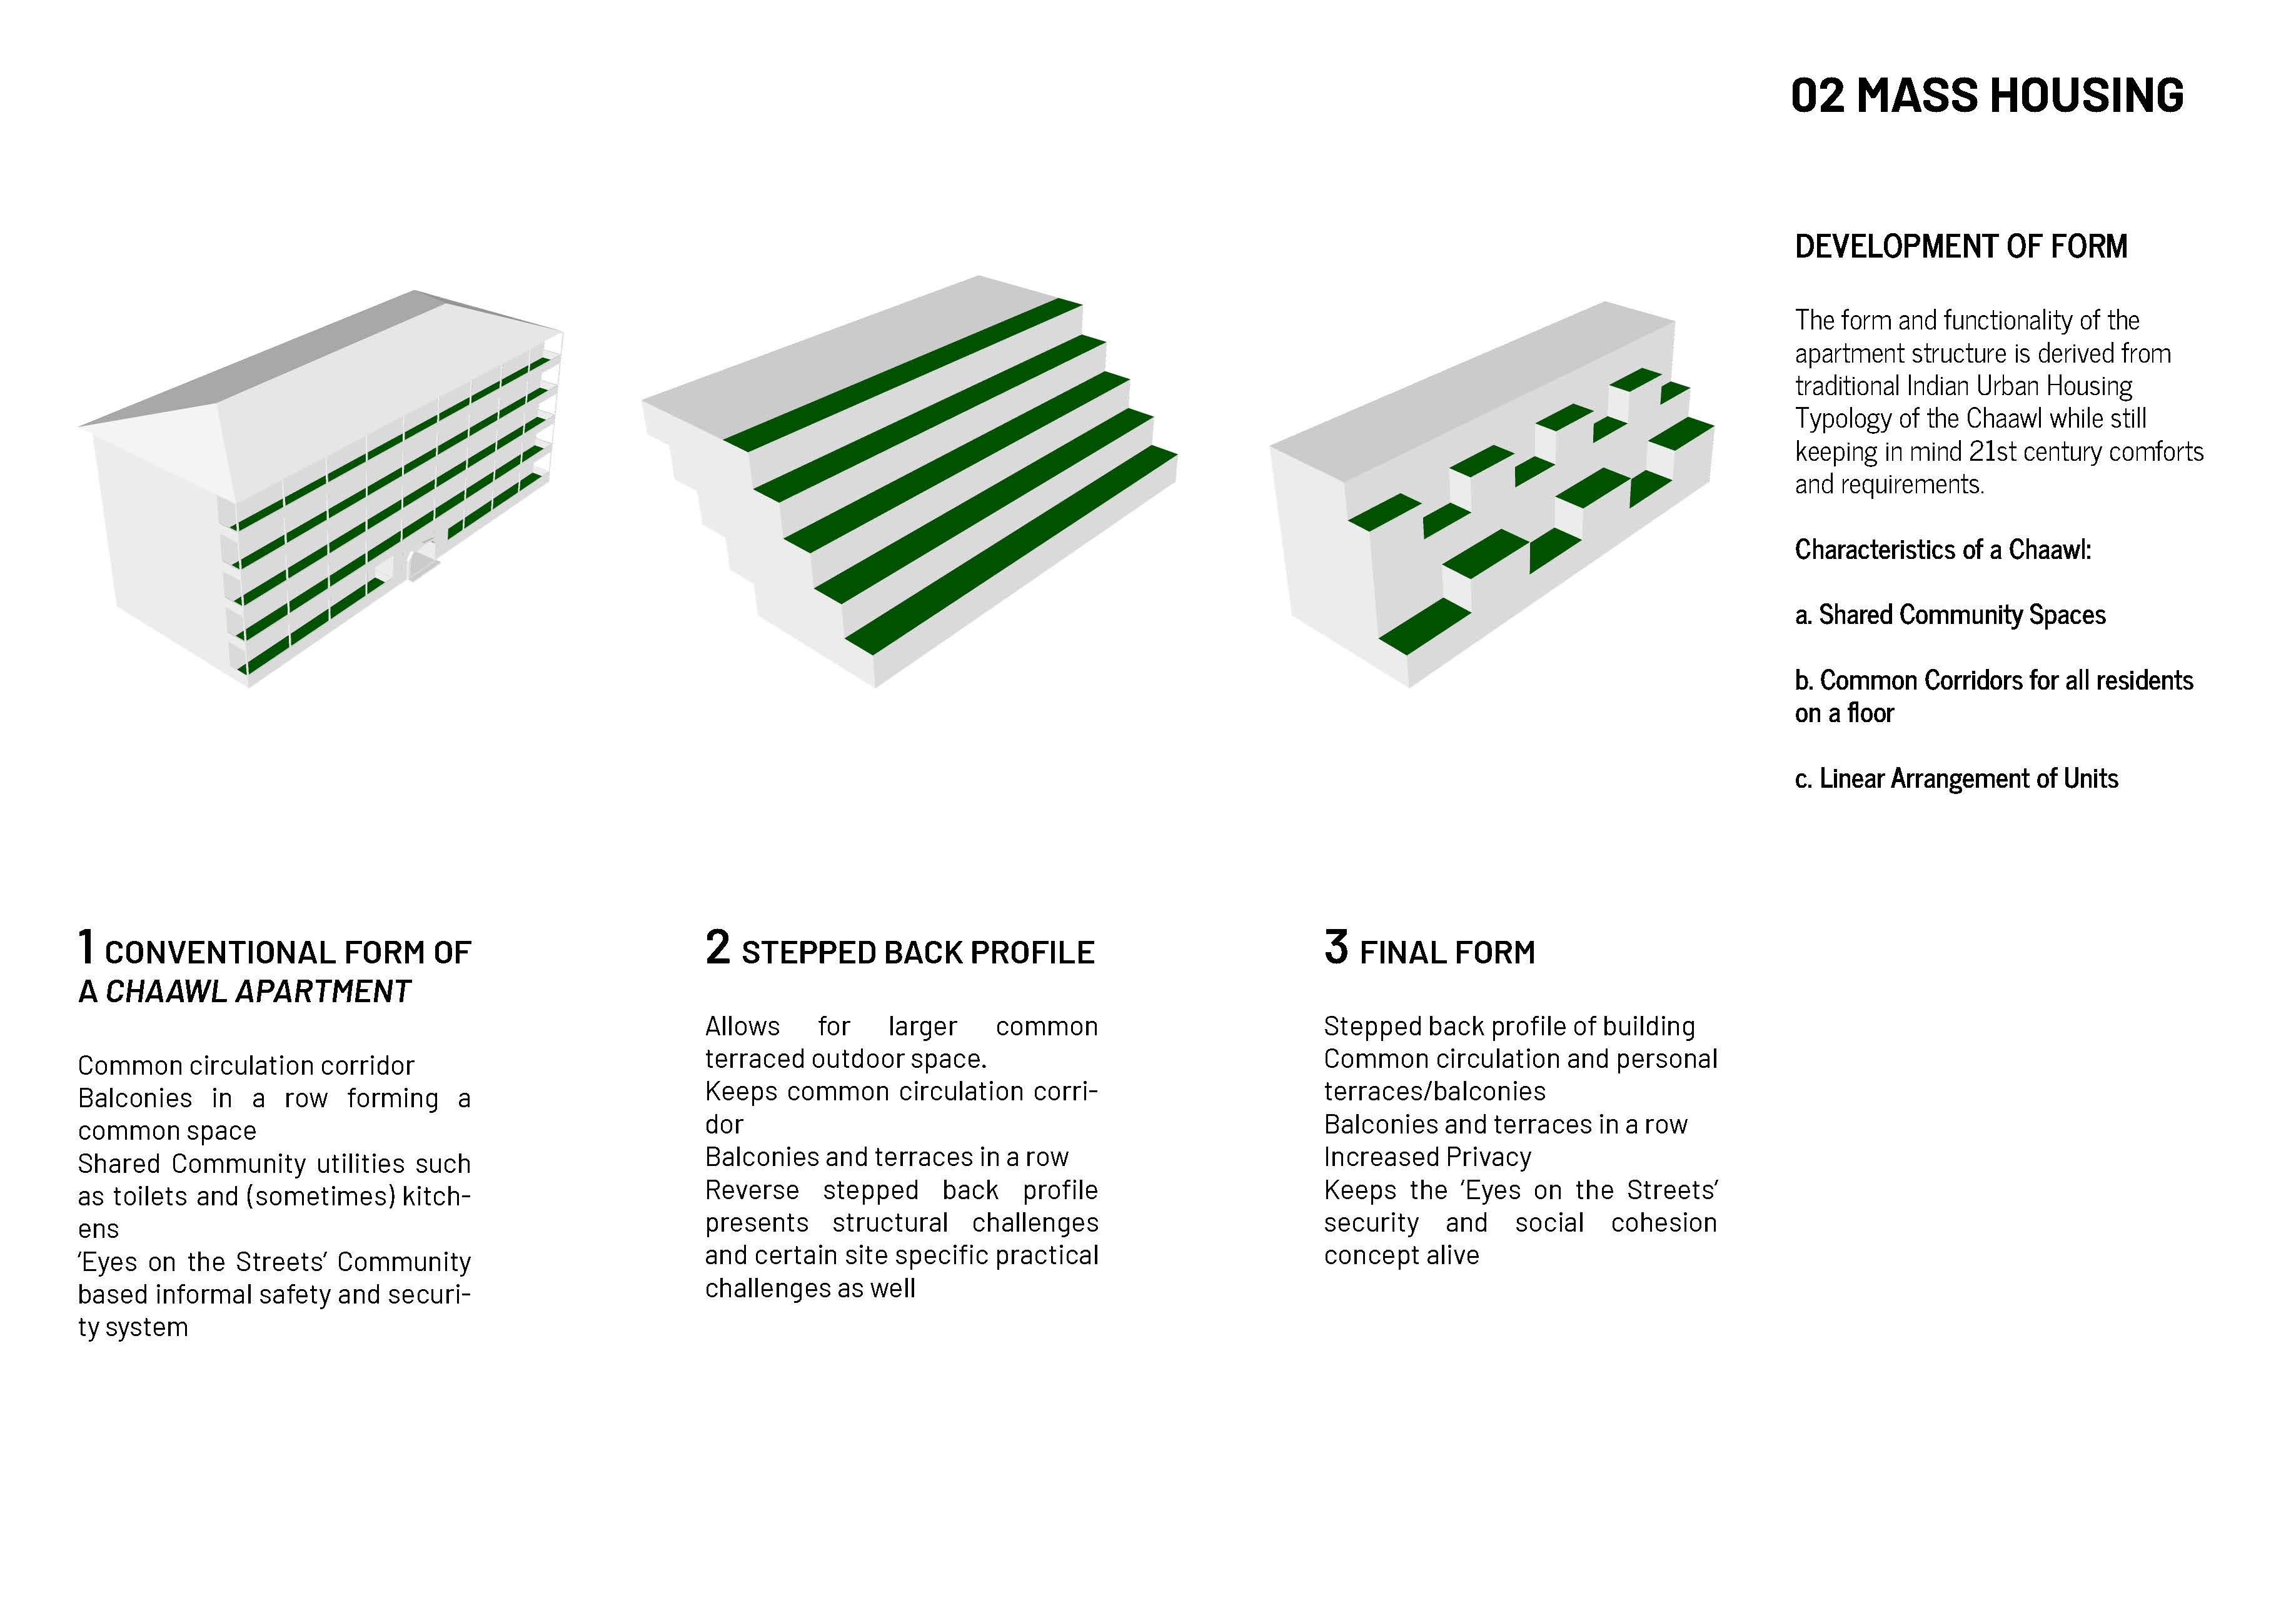 02 MASS HOUSING
DEVELOPMENT OF FORM
The form and functionality of the
apartment structure is derived from
traditional Indian Urban Housing
Typology of the Chaawl while still
keeping in mind 21st century comforts
and requirements.
Characteristics of a Chaawl:
a. Shared Community Spaces
b. Common Corridors for all residents
on a floor
c. Linear Arrangement of Units
1 CONVENTIONAL FORM OF
A CHAAWL APARTMENT
Common circulation corridor
Balconies in a row forming a
common space
Shared Community utilities such
as toilets and (sometimes) kitch-
ens
‘Eyes on the Streets’ Community
based informal safety and securi-
ty system
2 STEPPED BACK PROFILE
Allows for larger common
terraced outdoor space.
Keeps common circulation corri-
dor
Balconies and terraces in a row
Reverse stepped back profile
presents structural challenges
and certain site specific practical
challenges as well
3 FINAL FORM
Stepped back profile of building
Common circulation and personal
terraces/balconies
Balconies and terraces in a row
Increased Privacy
Keeps the ‘Eyes on the Streets’
security and social cohesion
concept alive